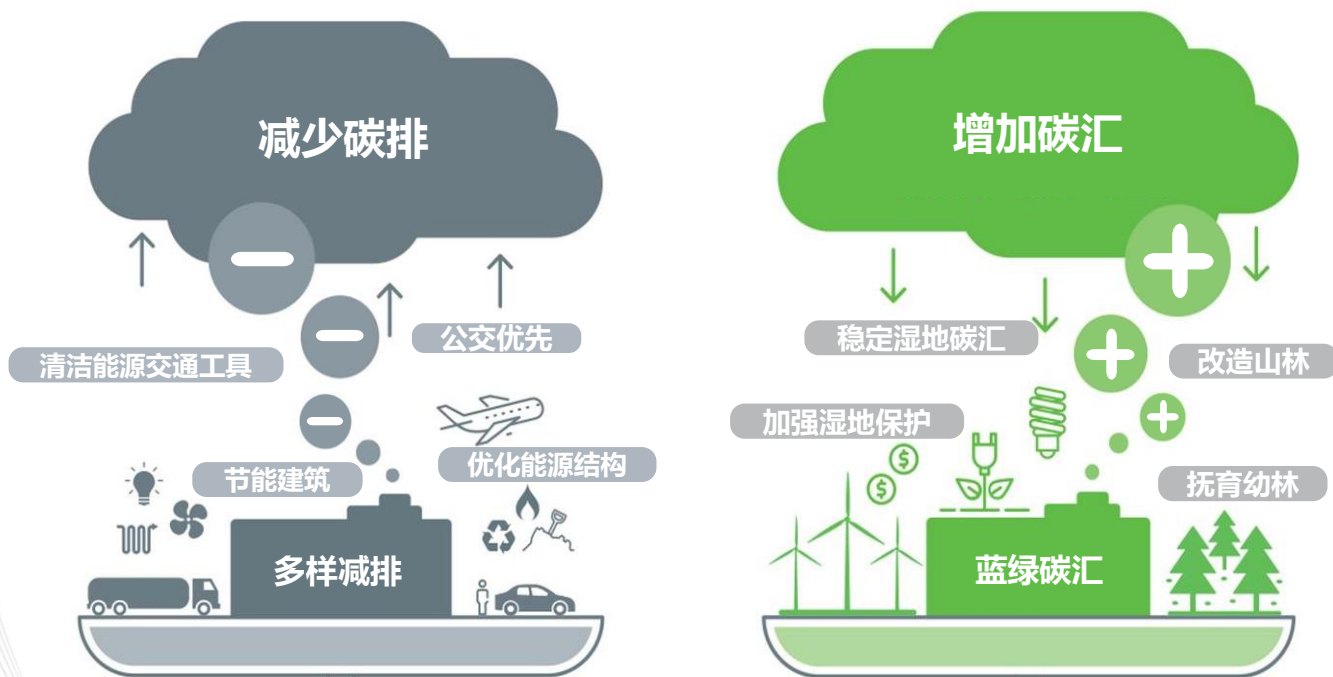 减少碳排
公交优先
清洁能源交通工具
优化能源结构
节能建筑
多样减排
增加碳汇
稳定湿地碳汇
改造山林
加强湿地保护
抚育幼林
蓝绿碳汇